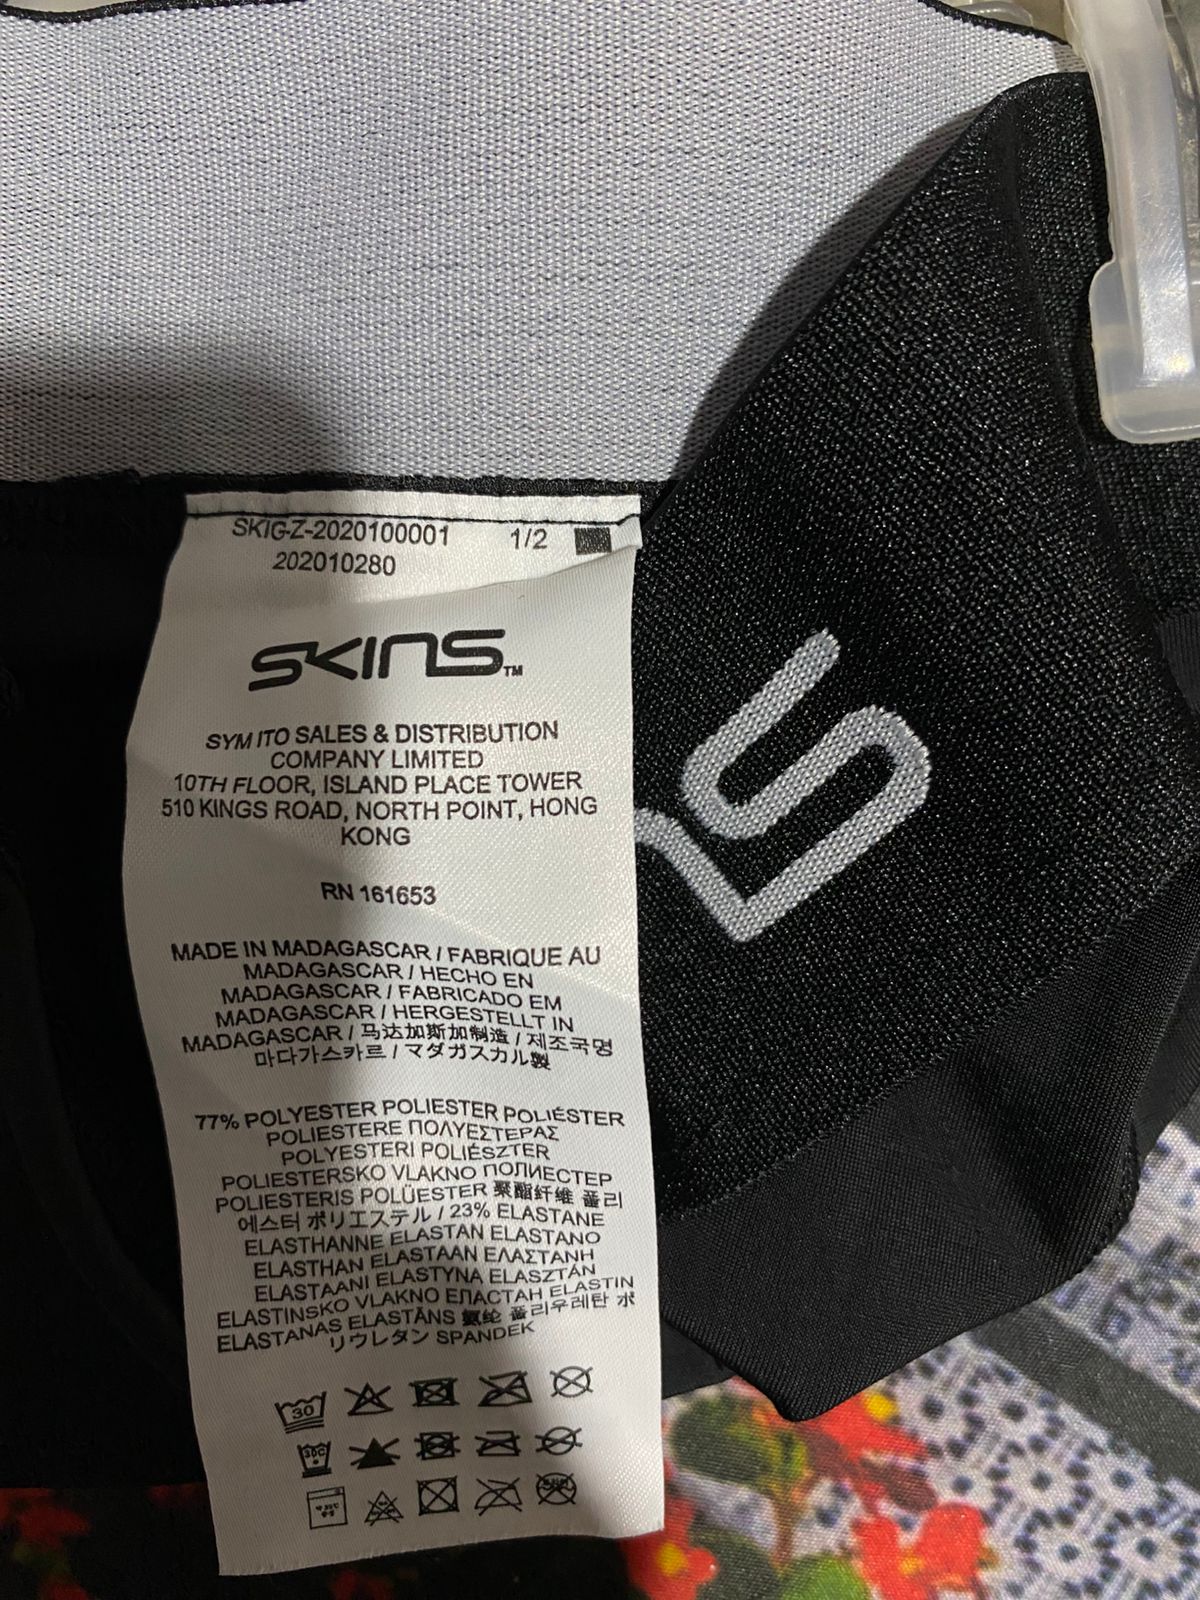 SKIG-Z-2020100001 1/2
202010280
SKINS™
SYM ITO SALES & DISTRIBUTION
COMPANY LIMITED
10TH FLOOR, ISLAND PLACE TOWER
510 KINGS ROAD, NORTH POINT, HONG
KONG
RN 161653
MADE IN MADAGASCAR / FABRIQUE AU
MADAGASCAR / HECHO EN
MADAGASCAR / FABRICADO EM
MADAGASCAR / HERGESTELLT IN
MADAGASCAR / 马达加斯加制造 / 제조국명
마다가스카르 / マダガスカル製
77% POLYESTER POLIESTER POLIÉSTER
POLIESTERE ΠΟΛΥΕΣΤΕΡΑΣ
POLYESTERI POLIÉSZTER
POLIESTERSKO VLAKNO ПОЛИЕСТЕР
POLIESTERIS POLÜESTER 聚酯纤维 폴리
에스터 ポリエステル / 23% ELASTANE
ELASTHANNE ELASTAN ELASTANO
ELASTHAN ELASTAAN ΕΛΑΣΤΑΝΗ
ELASTAANI ELASTYNA ELASZTÁN
ELASTINSKO VLAKNO ЕПАСТАН ELASTIN
ELASTANAS ELASTĀNS 氨纶 폴리우레탄 ポ
リウレタン SPANDEK
30
30C
S